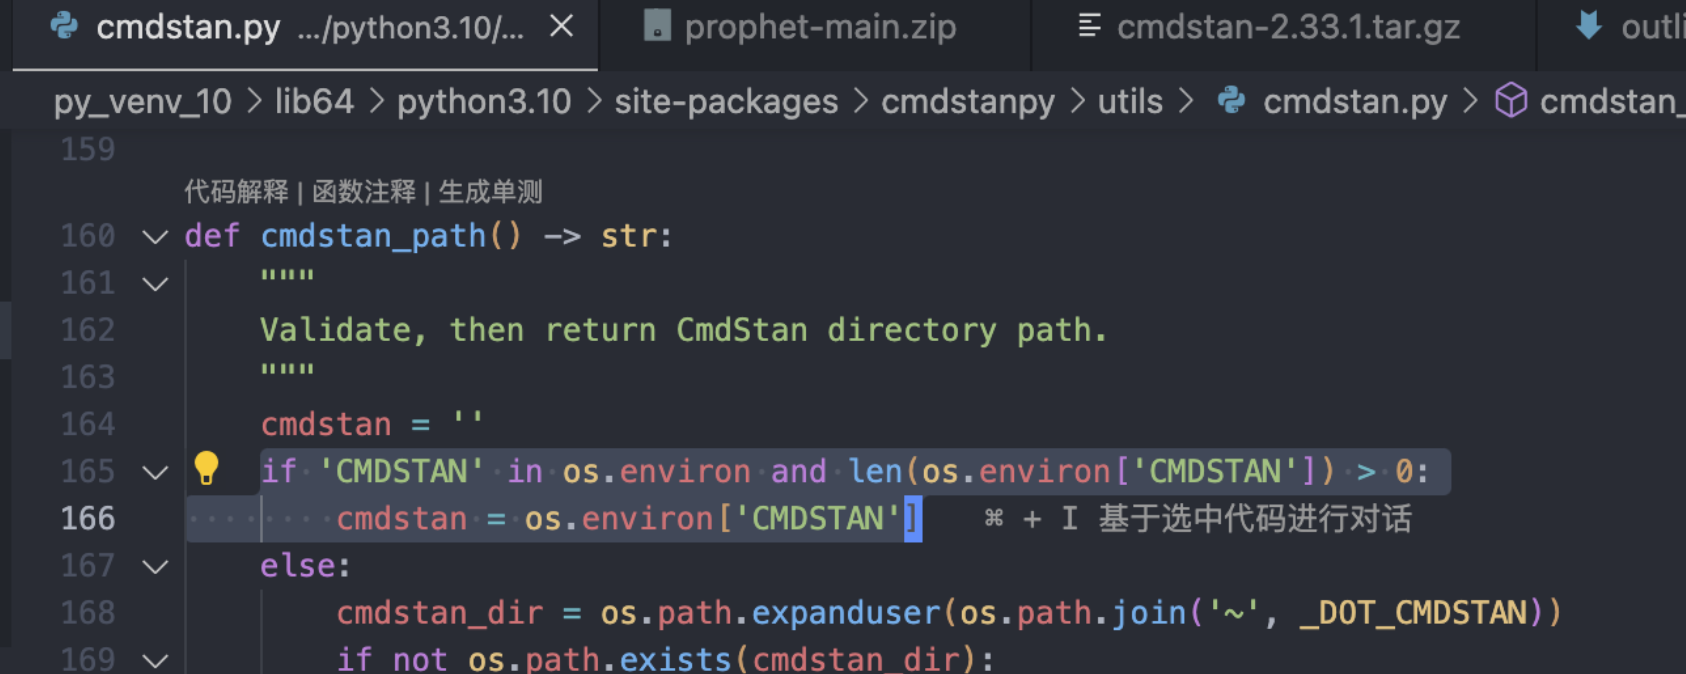 cmdstan.py .../python3.10/... prophet-main.zip cmdstan-2.33.1.tar.gz
py_venv_10 > lib64 > python3.10 > site-packages > cmdstanpy > utils > cmdstan.py > cmdstan_
159
代码解释 | 函数注释 | 生成单测
160 def cmdstan_path() -> str:
161 """
162 Validate, then return CmdStan directory path.
163 """
164 cmdstan = ''
165 if 'CMDSTAN' in os.environ and len(os.environ['CMDSTAN']) > 0:
166 cmdstan = os.environ['CMDSTAN'] ⌘ + I 基于选中代码进行对话
167 else:
168 cmdstan_dir = os.path.expanduser(os.path.join('~', _DOT_CMDSTAN))
169 if not os.path.exists(cmdstan_dir):